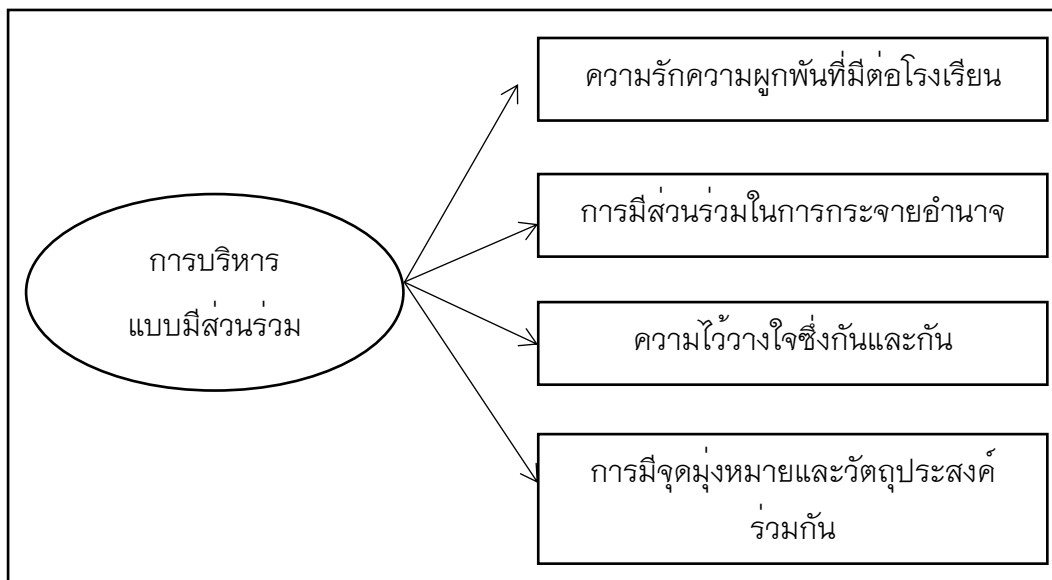 ความรักความผูกพันที่มีต่อโรงเรียน
การมีส่วนร่วมในการกระจายอำนาจ
การบริหาร
แบบมีส่วนร่วม
ความไว้วางใจซึ่งกันและกัน
การมีจุดมุ่งหมายและวัตถุประสงค์
ร่วมกัน